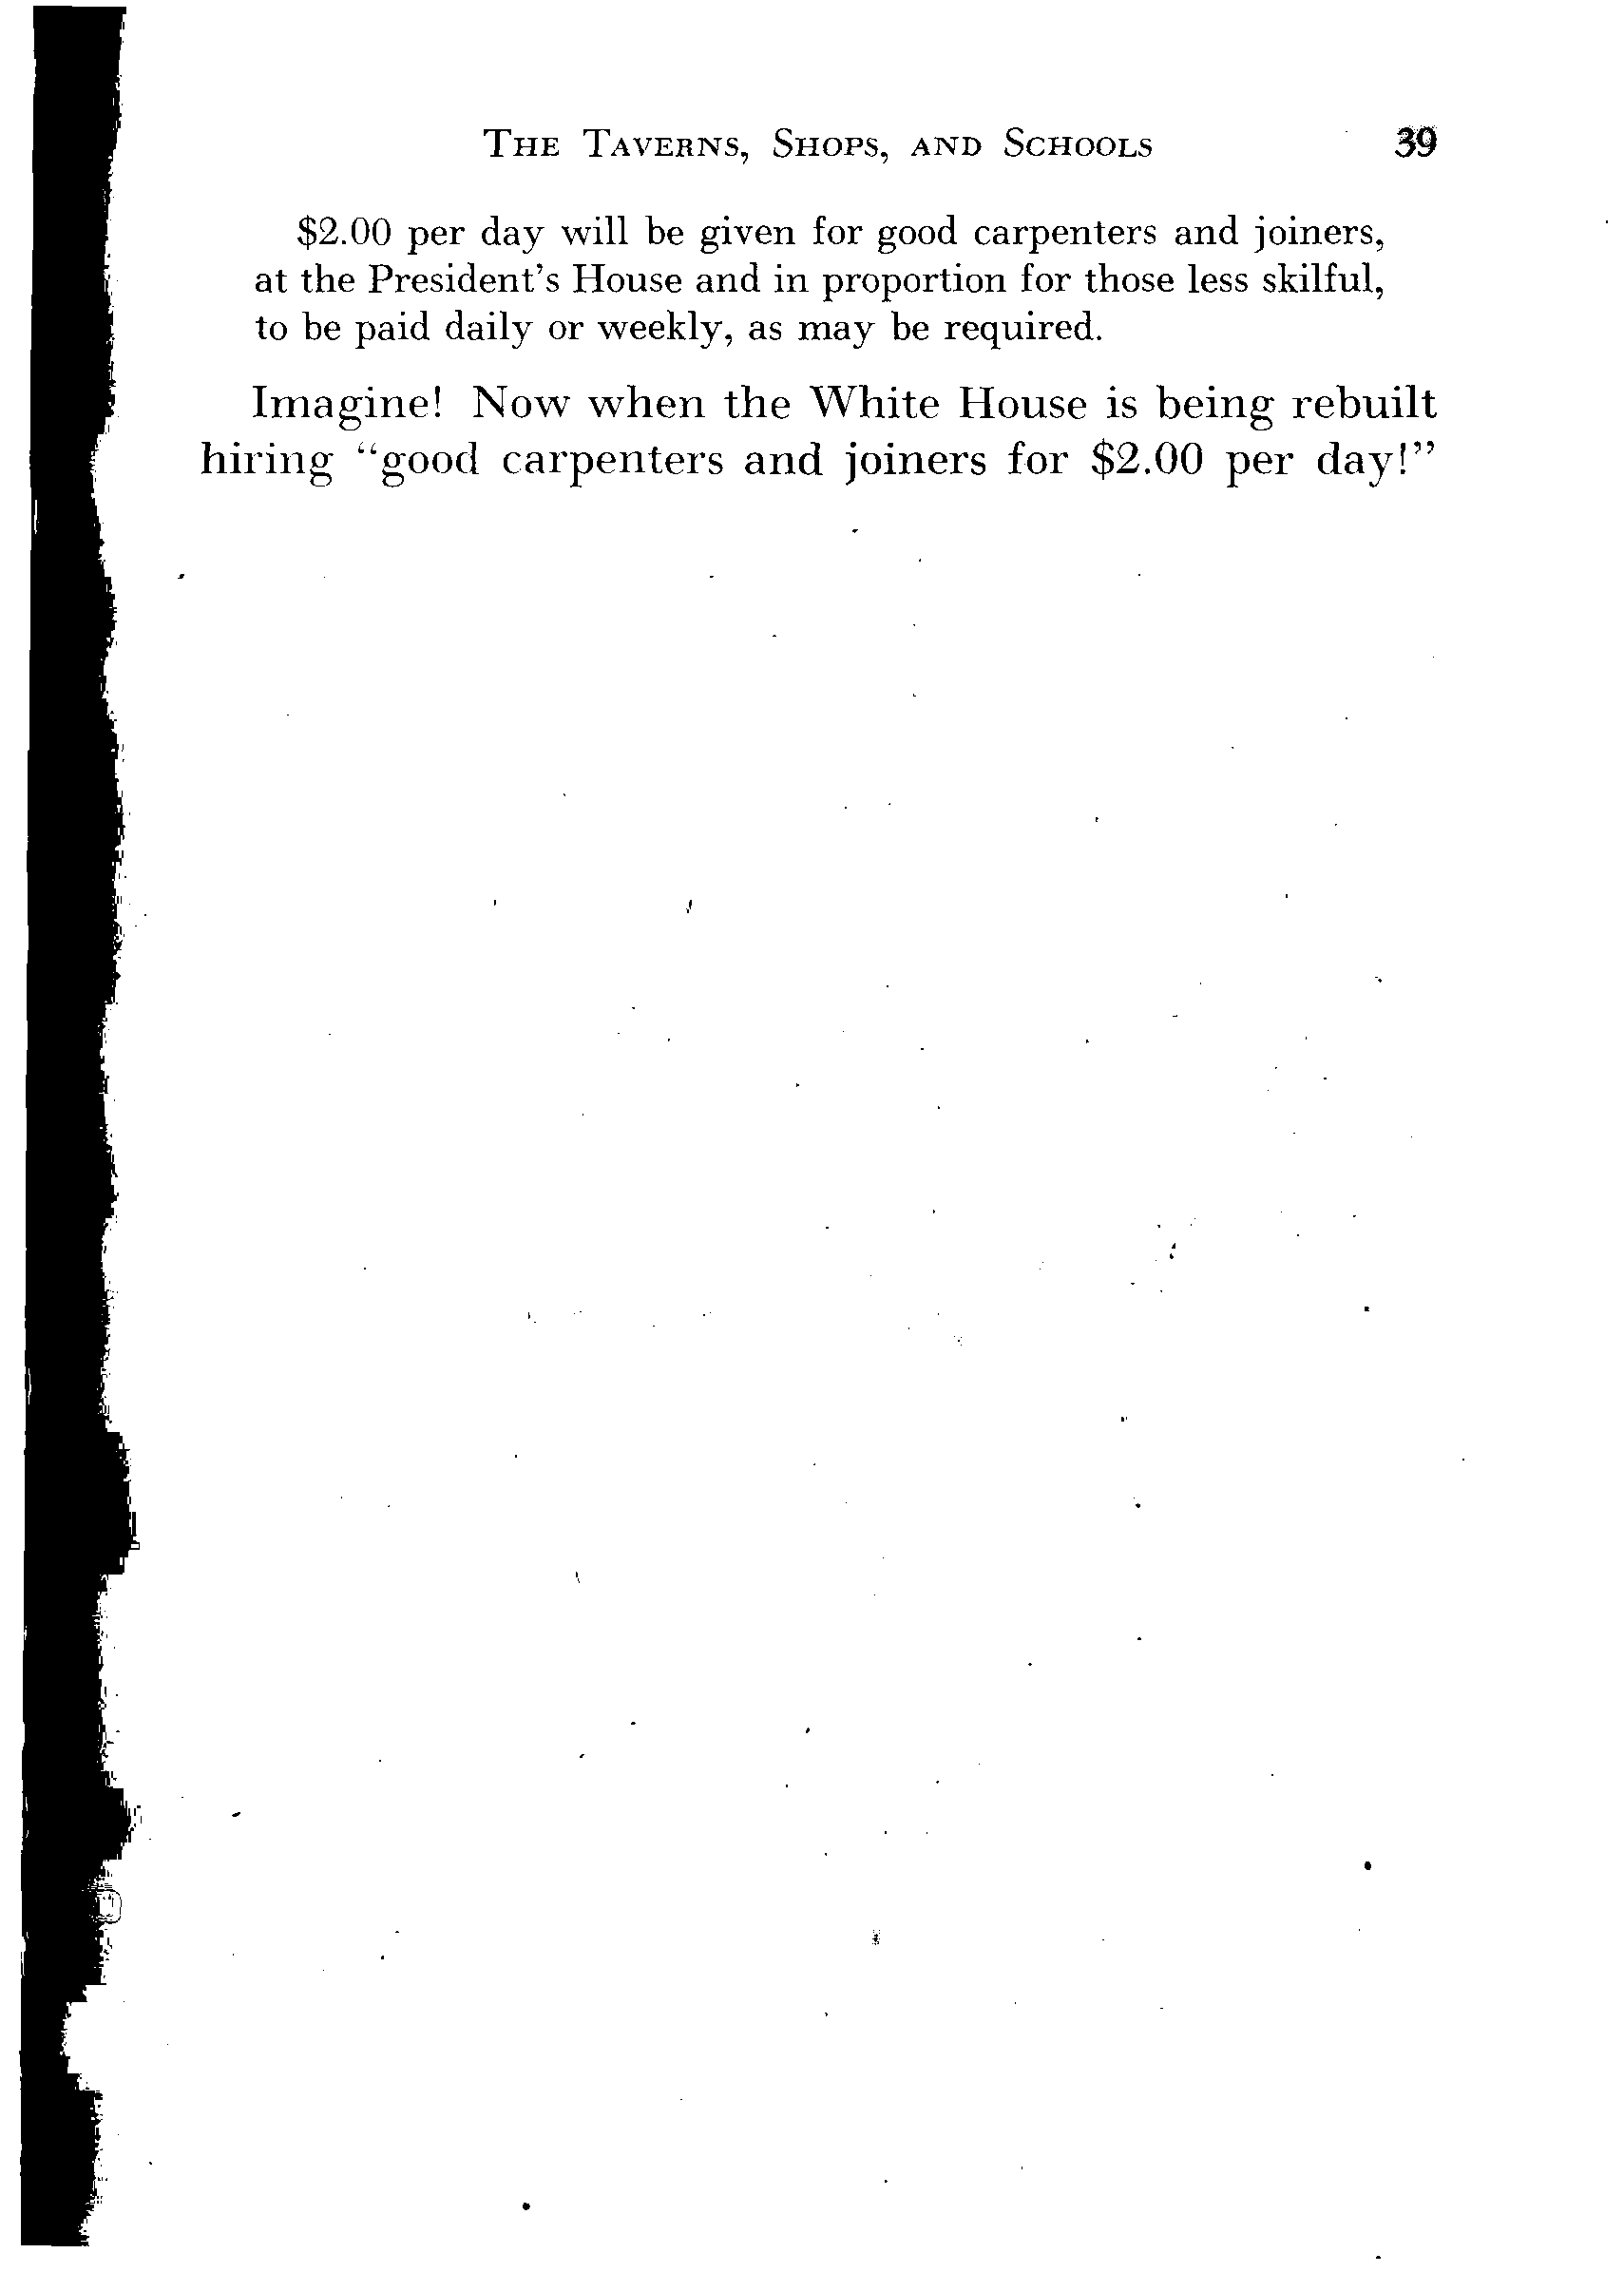 The Taverns, Shops, and Schools 39
$2.00 per day will be given for good carpenters and joiners,
at the President's House and in proportion for those less skilful,
to be paid daily or weekly, as may be required.
Imagine! Now when the White House is being rebuilt
hiring “good carpenters and joiners for $2.00 per day!”